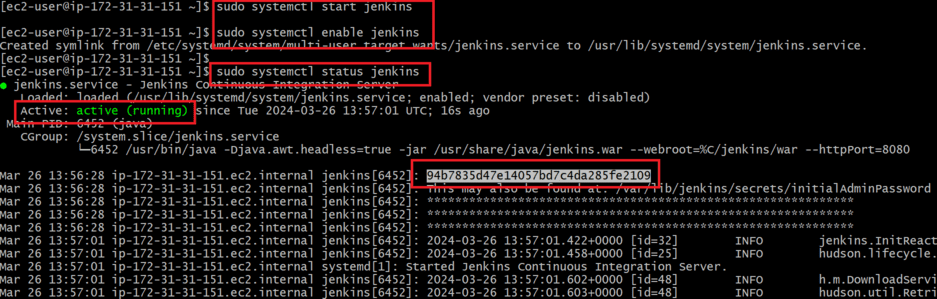 [ec2-user@ip-172-31-31-151 ~]$ sudo systemctl start jenkins
[ec2-user@ip-172-31-31-151 ~]$ sudo systemctl enable jenkins
Created symlink from /etc/systemd/system/multi-user.target.wants/jenkins.service to /usr/lib/systemd/system/jenkins.service.
[ec2-user@ip-172-31-31-151 ~]$
[ec2-user@ip-172-31-31-151 ~]$ sudo systemctl status jenkins
● jenkins.service - Jenkins Continuous Integration Server
Loaded: loaded (/usr/lib/systemd/system/jenkins.service; enabled; vendor preset: disabled)
Active: active (running) since Tue 2024-03-26 13:57:01 UTC; 16s ago
Main PID: 6452 (java)
CGroup: /system.slice/jenkins.service
└─6452 /usr/bin/java -Djava.awt.headless=true -jar /usr/share/java/jenkins.war --webroot=%C/jenkins/war --httpPort=8080
Mar 26 13:56:28 ip-172-31-31-151.ec2.internal jenkins[6452]: 94b7835d47e14057bd7c4da285fe2109
Mar 26 13:56:28 ip-172-31-31-151.ec2.internal jenkins[6452]: This may also be found at: /var/lib/jenkins/secrets/initialAdminPassword
Mar 26 13:56:28 ip-172-31-31-151.ec2.internal jenkins[6452]: *************************************************************
Mar 26 13:56:28 ip-172-31-31-151.ec2.internal jenkins[6452]: *************************************************************
Mar 26 13:56:28 ip-172-31-31-151.ec2.internal jenkins[6452]: *************************************************************
Mar 26 13:57:01 ip-172-31-31-151.ec2.internal jenkins[6452]: 2024-03-26 13:57:01.422+0000 [id=32] INFO jenkins.InitReact
Mar 26 13:57:01 ip-172-31-31-151.ec2.internal jenkins[6452]: 2024-03-26 13:57:01.458+0000 [id=25] INFO hudson.lifecycle.
Mar 26 13:57:01 ip-172-31-31-151.ec2.internal systemd[1]: Started Jenkins Continuous Integration Server.
Mar 26 13:57:01 ip-172-31-31-151.ec2.internal jenkins[6452]: 2024-03-26 13:57:01.602+0000 [id=48] INFO h.m.DownloadServi
Mar 26 13:57:01 ip-172-31-31-151.ec2.internal jenkins[6452]: 2024-03-26 13:57:01.603+0000 [id=48] INFO hudson.util.Retri